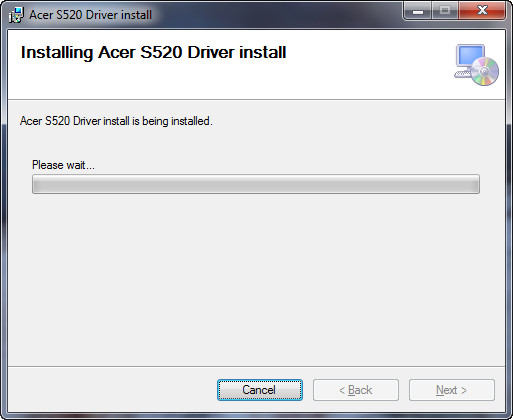 Acer S520 Driver install
Installing Acer S520 Driver install
Acer S520 Driver install is being installed.
Please wait...
Cancel
< Back
Next >